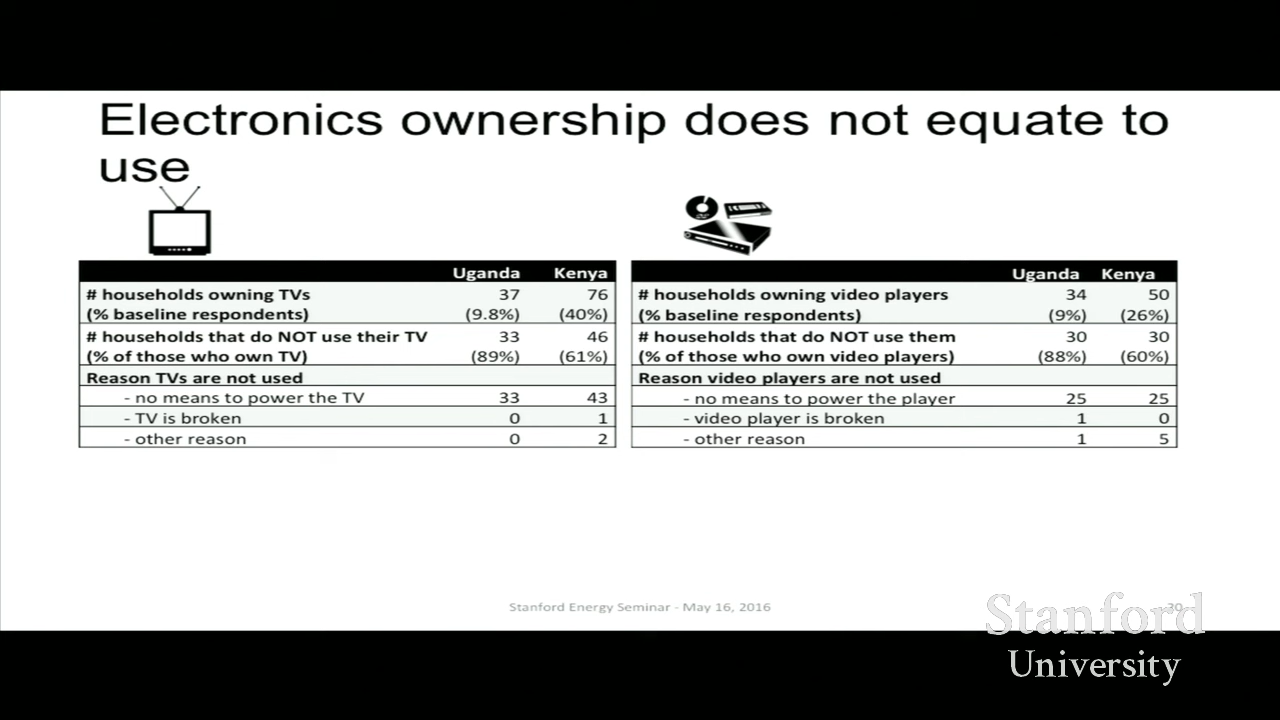 Electronics ownership does not equate to
use
Uganda Kenya
# households owning TVs 37 76
(% baseline respondents) (9.8%) (40%)
# households that do NOT use their TV 33 46
(% of those who own TV) (89%) (61%)
Reason TVs are not used
- no means to power the TV 33 43
- TV is broken 0 1
- other reason 0 2
Uganda Kenya
# households owning video players 34 50
(% baseline respondents) (9%) (26%)
# households that do NOT use them 30 30
(% of those who own video players) (88%) (60%)
Reason video players are not used
- no means to power the player 25 25
- video player is broken 1 0
- other reason 1 5
Stanford Energy Seminar - May 16, 2016
30
Stanford
University